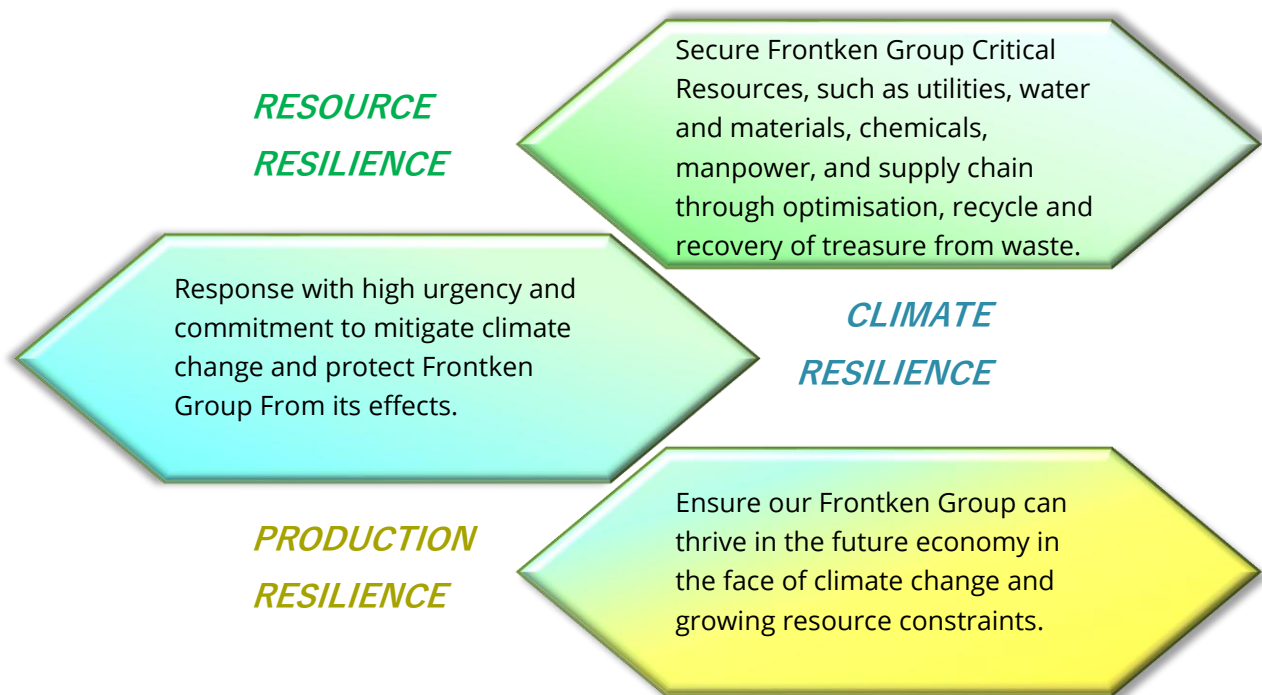 RESOURCE
RESILIENCE
Secure Frontken Group Critical
Resources, such as utilities, water
and materials, chemicals,
manpower, and supply chain
through optimisation, recycle and
recovery of treasure from waste.
Response with high urgency and
commitment to mitigate climate
change and protect Frontken
Group From its effects.
CLIMATE
RESILIENCE
PRODUCTION
RESILIENCE
Ensure our Frontken Group can
thrive in the future economy in
the face of climate change and
growing resource constraints.